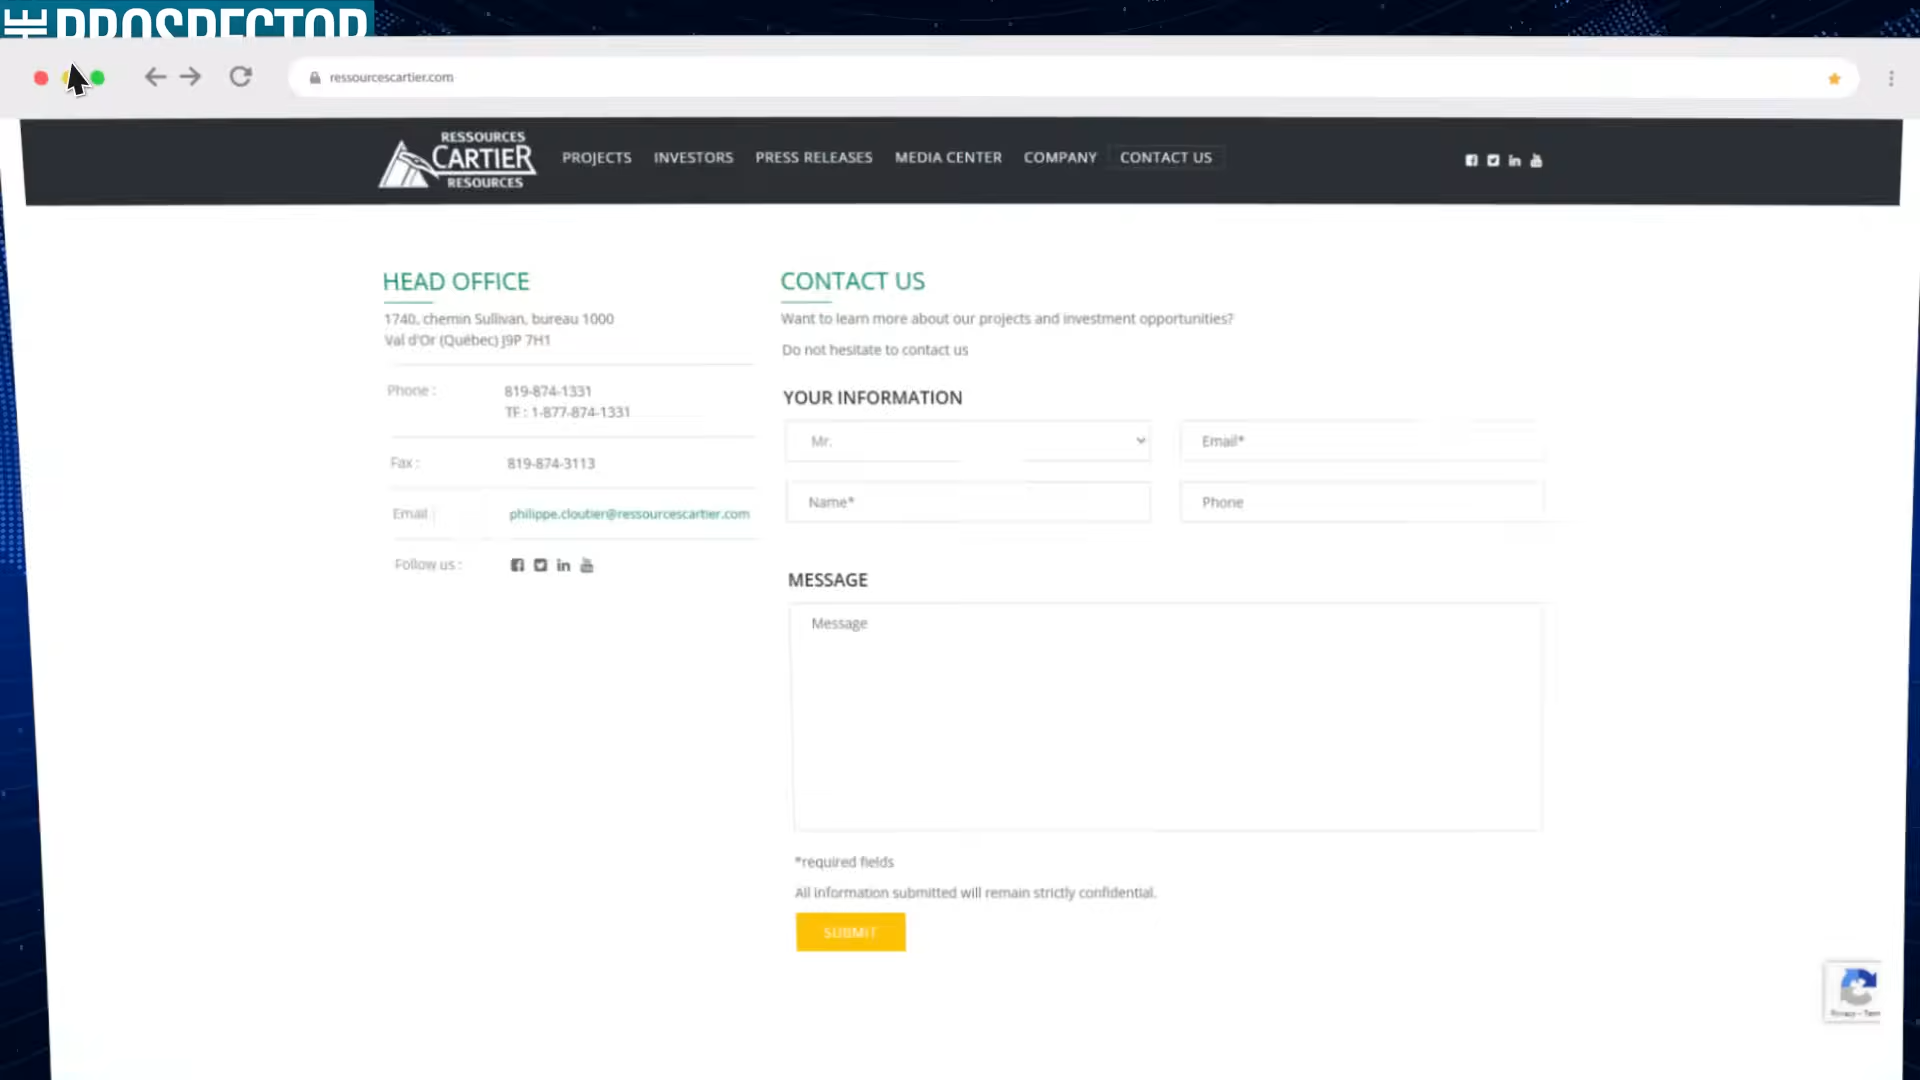 THE PROSPECTOR
ressourcescartier.com
RESSOURCES
CARTIER
RESOURCES
PROJECTS
INVESTORS
PRESS RELEASES
MEDIA CENTER
COMPANY
CONTACT US
HEAD OFFICE
1740, chemin Sullivan, bureau 1000
Val d'Or (Québec) J9P 7H1
Phone :
819-874-1331
TF : 1-877-874-1331
Fax :
819-874-3113
Email
philippe.cloutier@ressourcescartier.com
Follow us :
CONTACT US
Want to learn more about our projects and investment opportunities?
Do not hesitate to contact us
YOUR INFORMATION
Mr.
Email*
Name*
Phone
MESSAGE
Message
*required fields
All information submitted will remain strictly confidential.
SUBMIT
Privacy - Term